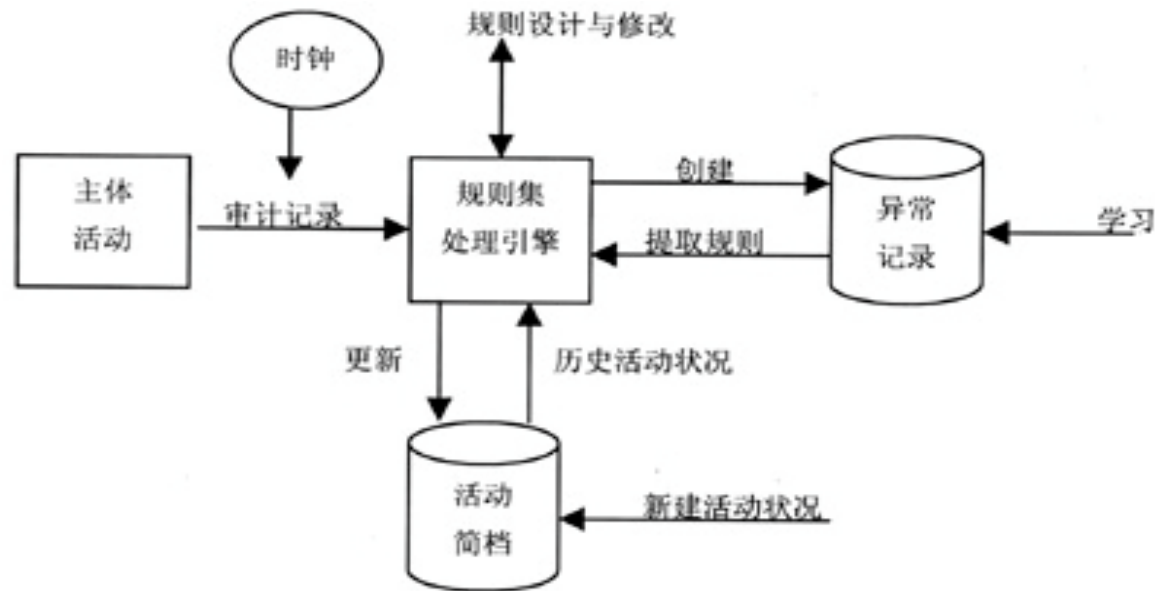 规则设计与修改
时钟
主体
活动
审计记录
规则集
处理引擎
创建
提取规则
异常
记录
学习
更新
历史活动状况
活动
简档
新建活动状况